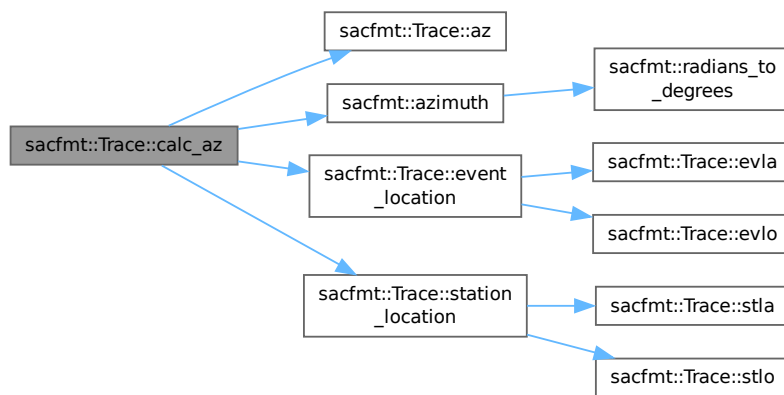 sacfmt::Trace::calc_az
sacfmt::Trace::az
sacfmt::azimuth
sacfmt::radians_to
_degrees
sacfmt::Trace::event
_location
sacfmt::Trace::evla
sacfmt::Trace::evlo
sacfmt::Trace::station
_location
sacfmt::Trace::stla
sacfmt::Trace::stlo